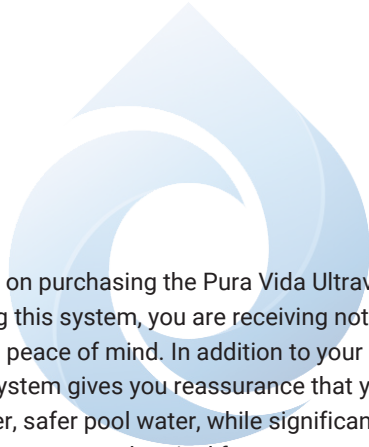 on purchasing the Pura Vida
this system, you are receiving
peace of mind. In addition to your
gives you reassurance that
safer pool water, while